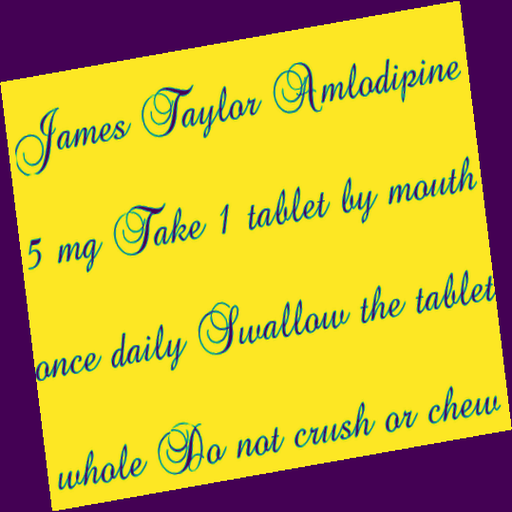 James Taylor Amlodipine
5 mg Take 1 tablet by mouth
once daily Swallow the tablet
whole Do not crush or chew